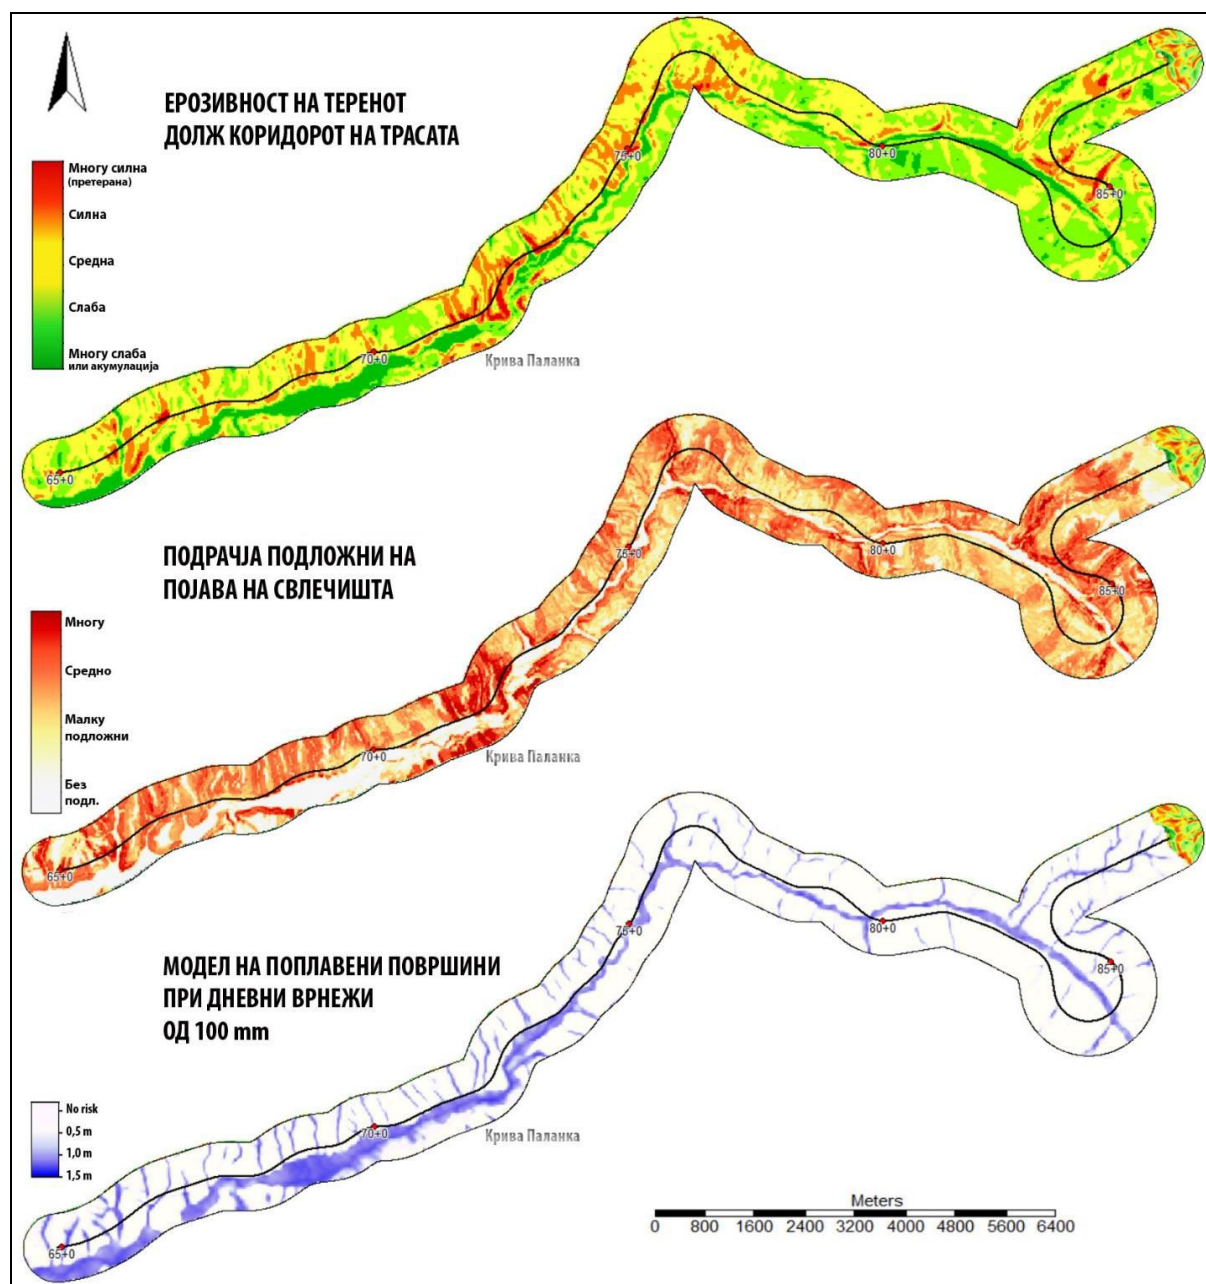 ЕРОЗИВНОСТ НА ТЕРЕНОТ
ДОЛЖ КОРИДОРОТ НА ТРАСАТА
Многу силна
(претерана)
Силна
Средна
Слаба
Многу слаба
или акумулација
65+0
70+0
75+0
80+0
85+0
Крива Паланка
ПОДРАЧЈА ПОДЛОЖНИ НА
ПОЈАВА НА СВЛЕЧИШТА
Многу
Средно
Малку
подложни
Без
подл.
65+0
70+0
75+0
80+0
85+0
Крива Паланка
МОДЕЛ НА ПОПЛАВЕНИ ПОВРШИНИ
ПРИ ДНЕВНИ ВРНЕЖИ
ОД 100 mm
No risk
0,5 m
1,0 m
1,5 m
65+0
70+0
75+0
80+0
85+0
Крива Паланка
Meters
0 800 1600 2400 3200 4000 4800 5600 6400